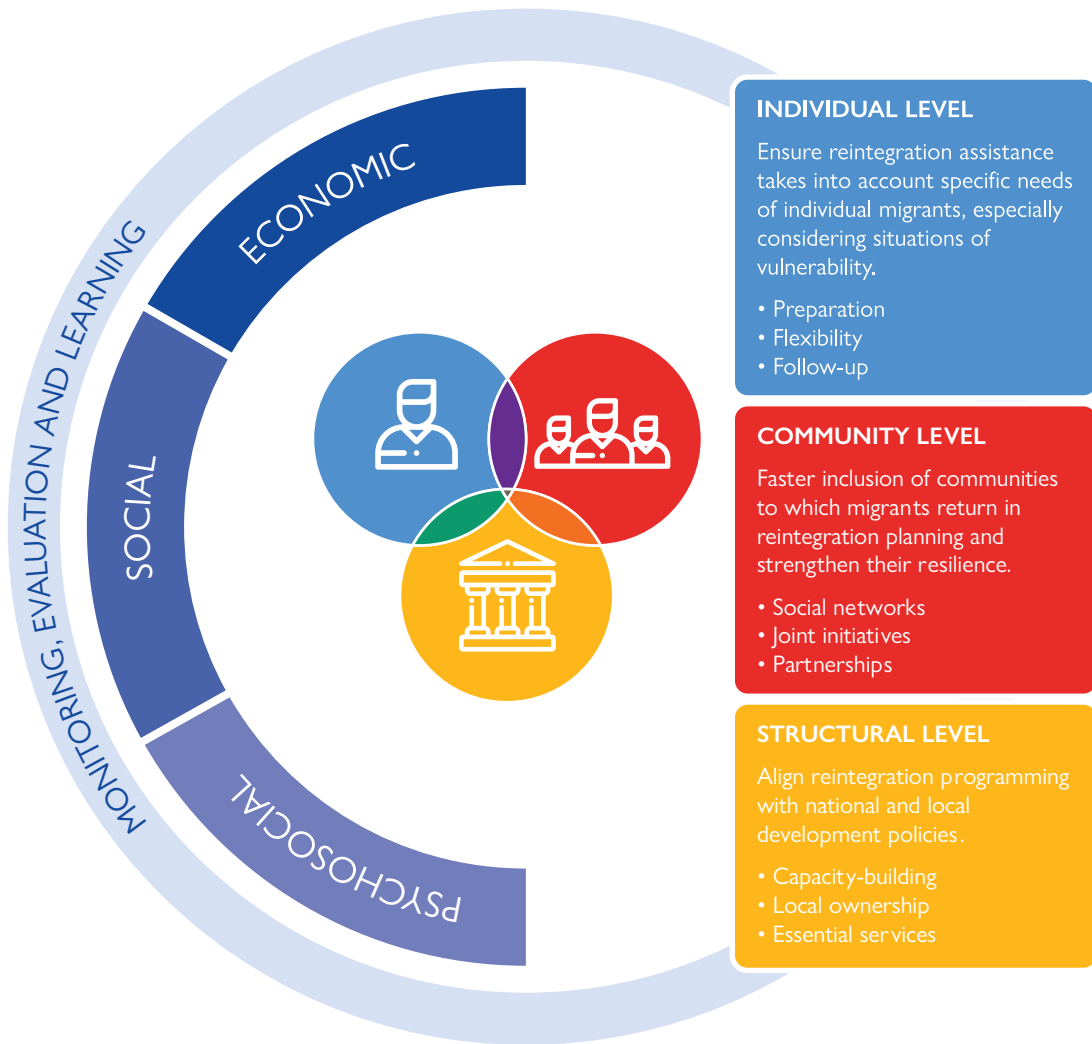 MONITORING, EVALUATION AND LEARNING
ECONOMIC
SOCIAL
PSYCHOSOCIAL
INDIVIDUAL LEVEL
Ensure reintegration assistance
takes into account specific needs
of individual migrants, especially
considering situations of
vulnerability.
• Preparation
• Flexibility
• Follow-up
COMMUNITY LEVEL
Faster inclusion of communities
to which migrants return in
reintegration planning and
strengthen their resilience.
• Social networks
• Joint initiatives
• Partnerships
STRUCTURAL LEVEL
Align reintegration programming
with national and local
development policies.
• Capacity-building
• Local ownership
• Essential services